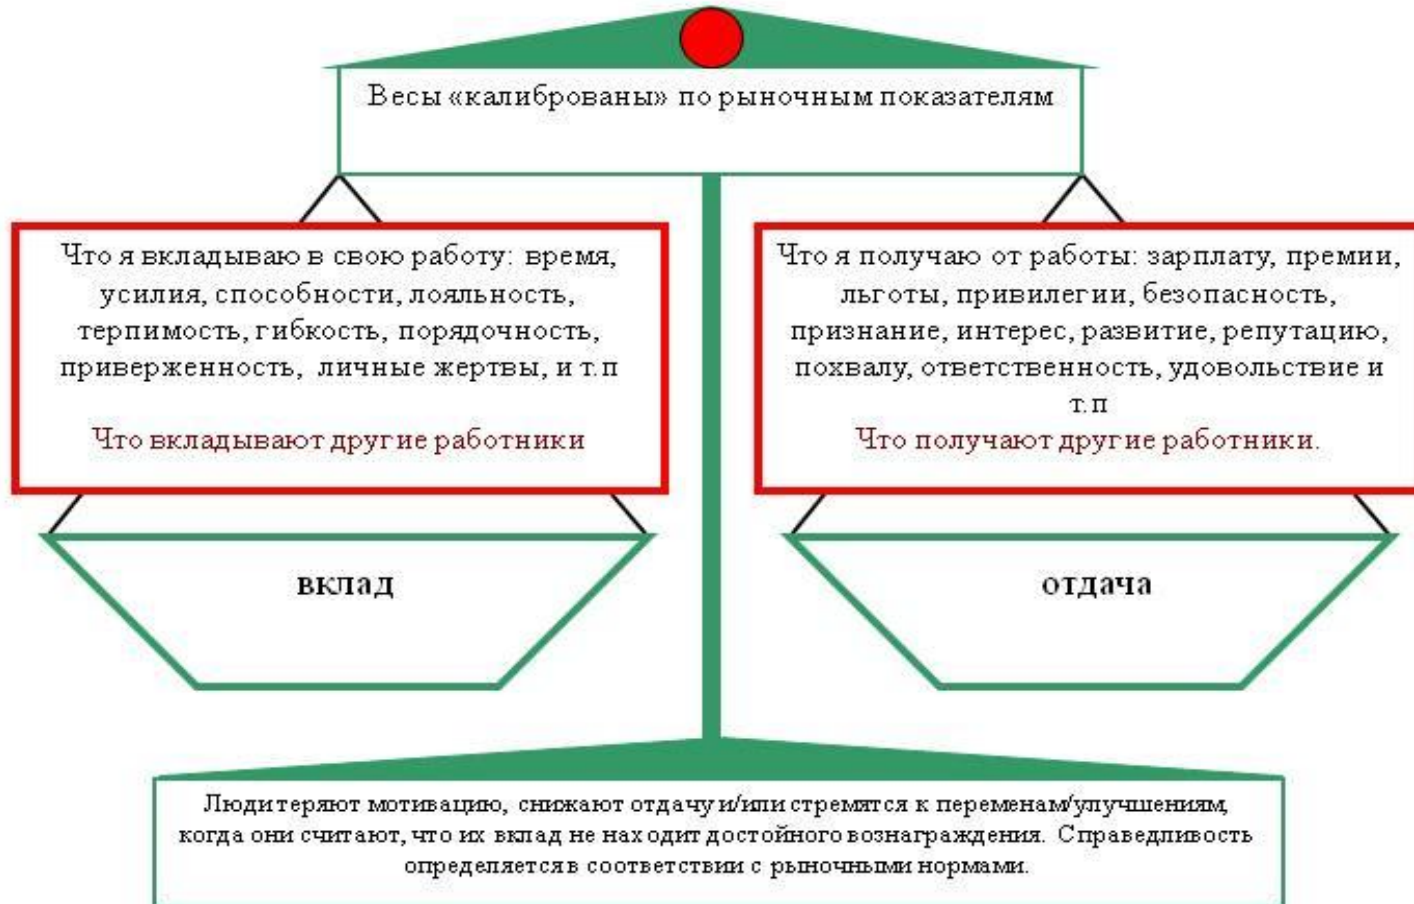 Весы «калиброваны» по рыночным показателям
Что я вкладываю в свою работу: время,
усилия, способности, лояльность,
терпимость, гибкость, порядочность,
приверженность, личные жертвы, и т.п
Что вкладывают другие работники
Что я получаю от работы: зарплату, премии,
льготы, привилегии, безопасность,
признание, интерес, развитие, репутацию,
похвалу, ответственность, удовольствие и
т.п
Что получают другие работники.
вклад
отдача
Люди теряют мотивацию, снижают отдачу и/или стремятся к переменам/улучшениям,
когда они считают, что их вклад не находит достойного вознаграждения. Справедливость
определяется в соответствии с рыночными нормами.